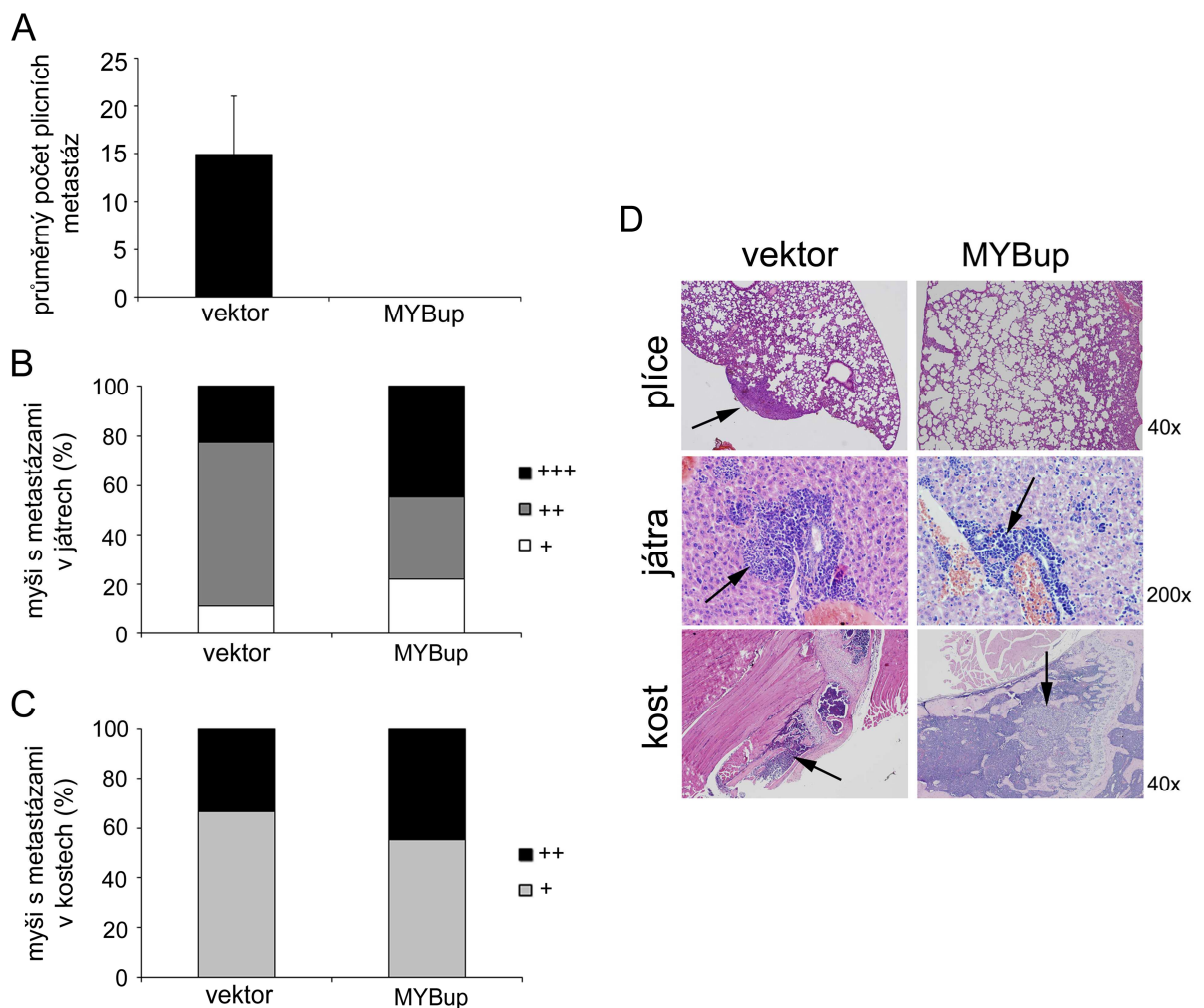 A
průměrný počet plicních
metastáz
25
20
15
10
5
0
vektor MYBup
B
myši s metastázami
v játrech (%)
100
80
60
40
20
0
vektor MYBup
+++
++
+
C
myši s metastázami
v kostech (%)
100
80
60
40
20
0
vektor MYBup
++
+
D
vektor MYBup
plíce
40x
játra
200x
kost
40x